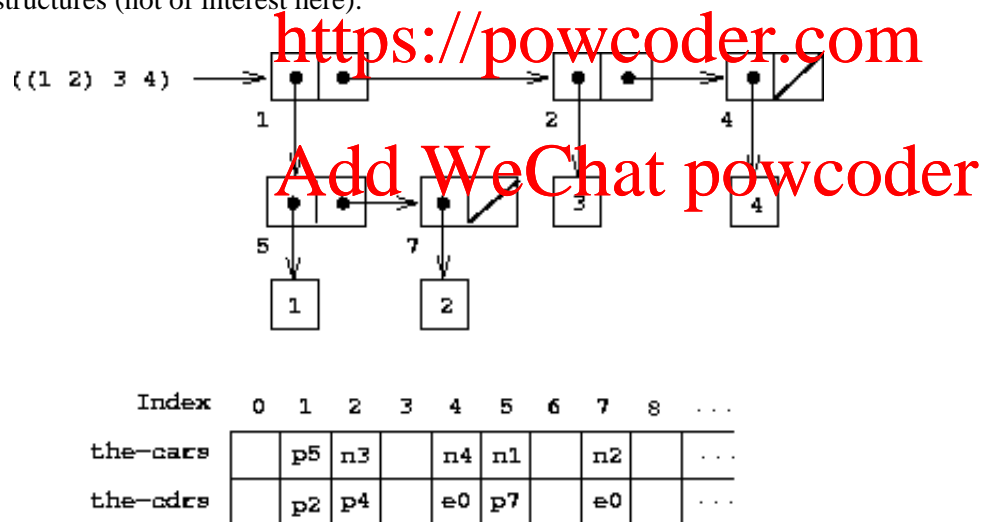 structures (not of interest here).
https://powcoder.com
((1 2) 3 4)
1 2 4
Add WeChat powcoder
3 4
5 7
1 2
Index 0 1 2 3 4 5 6 7 8 ...
the-cars p5 n3 n4 n1 n2 ...
the-cdrs p2 p4 e0 p7 e0 ...